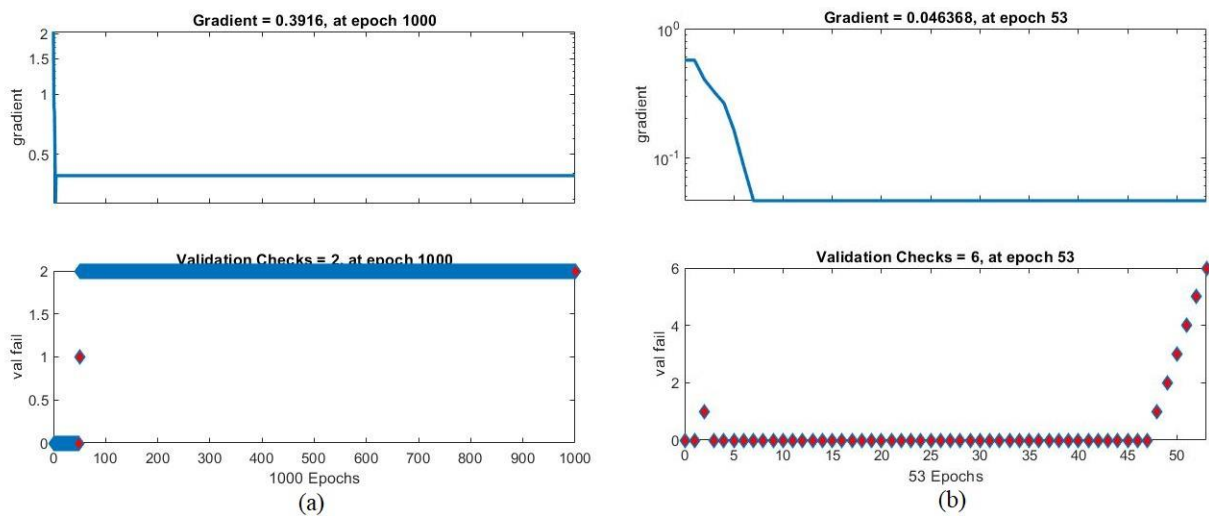 Gradient = 0.3916, at epoch 1000
2
1.5
1
0.5
gradient
Validation Checks = 2, at epoch 1000
2
1.5
1
0.5
0
val fail
0 100 200 300 400 500 600 700 800 900 1000
1000 Epochs
(a)
Gradient = 0.046368, at epoch 53
10^0
10^-1
gradient
Validation Checks = 6, at epoch 53
6
4
2
0
val fail
0 5 10 15 20 25 30 35 40 45 50
53 Epochs
(b)